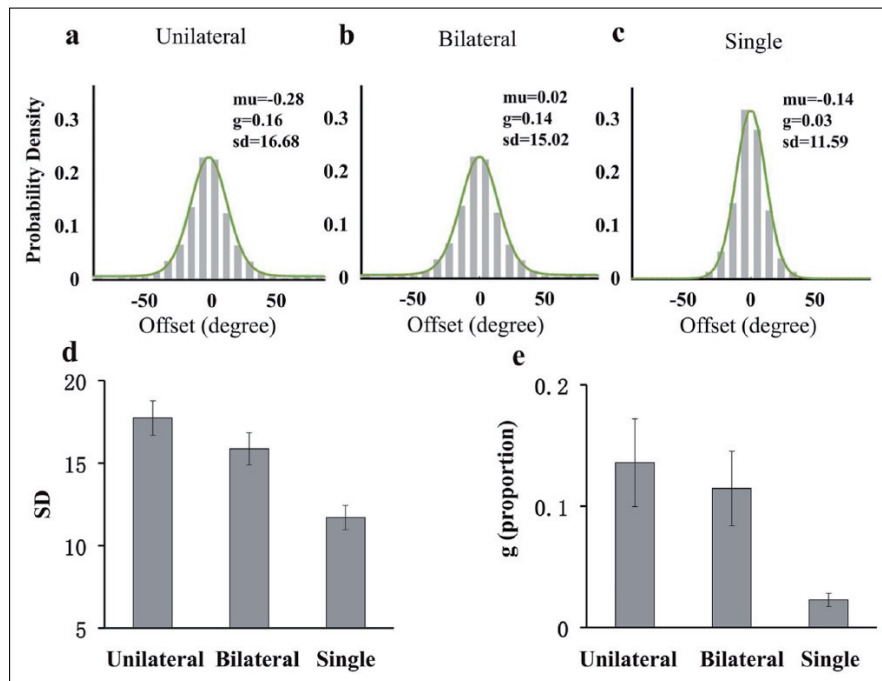 a
Unilateral
b
Bilateral
c
Single
Probability Density
0.3
0.2
0.1
0
mu=-0.28
g=0.16
sd=16.68
-50 0 50
Offset (degree)
0.3
0.2
0.1
0
mu=0.02
g=0.14
sd=15.02
-50 0 50
Offset (degree)
0.3
0.2
0.1
0
mu=-0.14
g=0.03
sd=11.59
-50 0 50
Offset (degree)
d
SD
20
15
10
5
Unilateral Bilateral Single
e
g (proportion)
0.2
0.1
0
Unilateral Bilateral Single